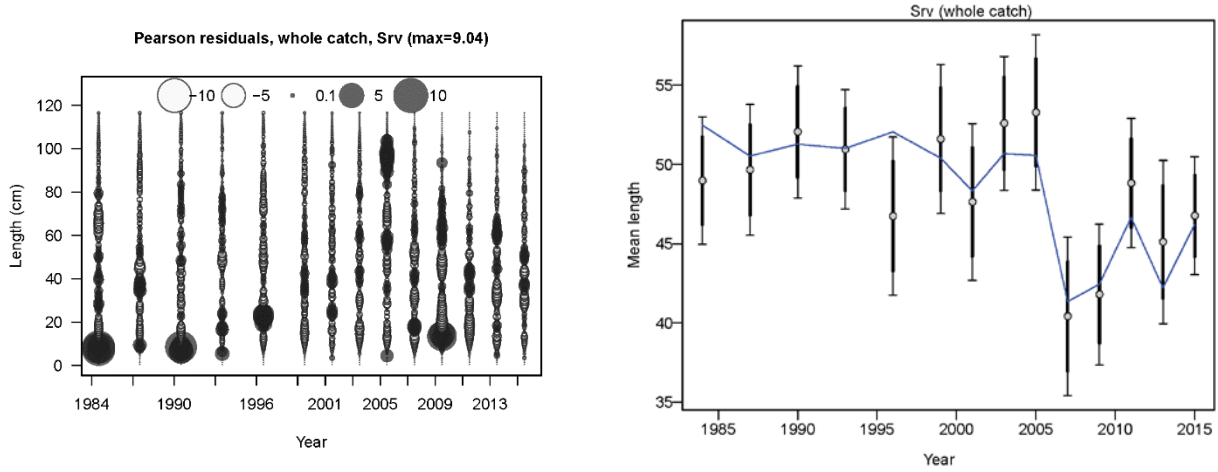 Pearson residuals, whole catch, Srv (max=9.04)
−10 −5 0.1 5 10
120
100
80
60
40
20
0
Length (cm)
1984 1990 1996 2001 2005 2009 2013
Year
Srv (whole catch)
55
50
45
40
35
Mean length
1985 1990 1995 2000 2005 2010 2015
Year